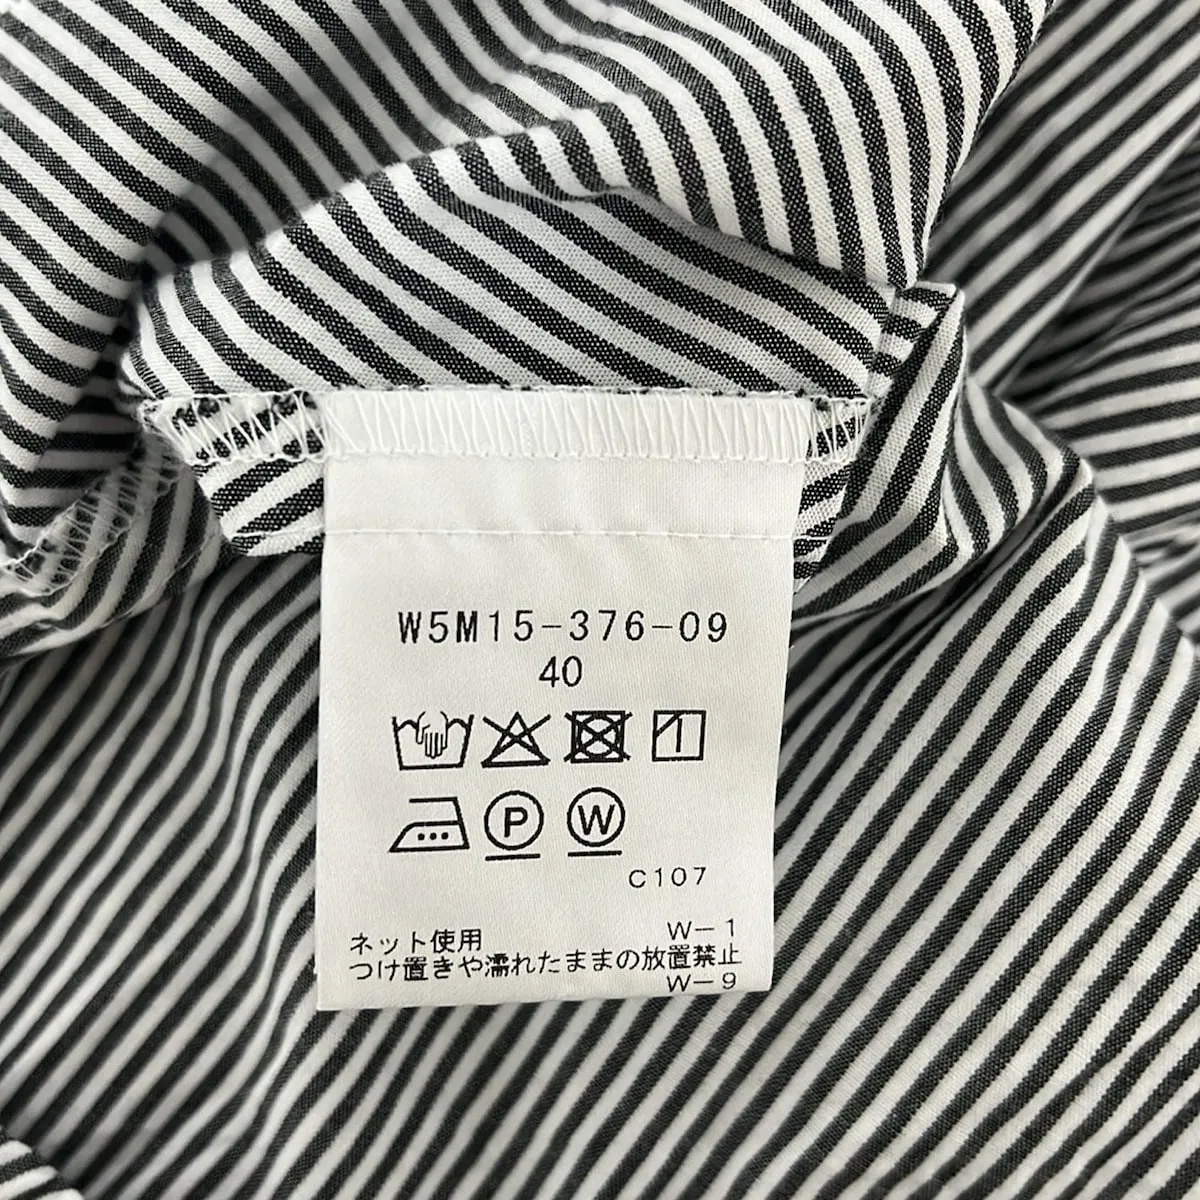 W5M15-376-09
40
P W
C107
ネット使用 W-1
つけ置きや濡れたままの放置禁止
W-9